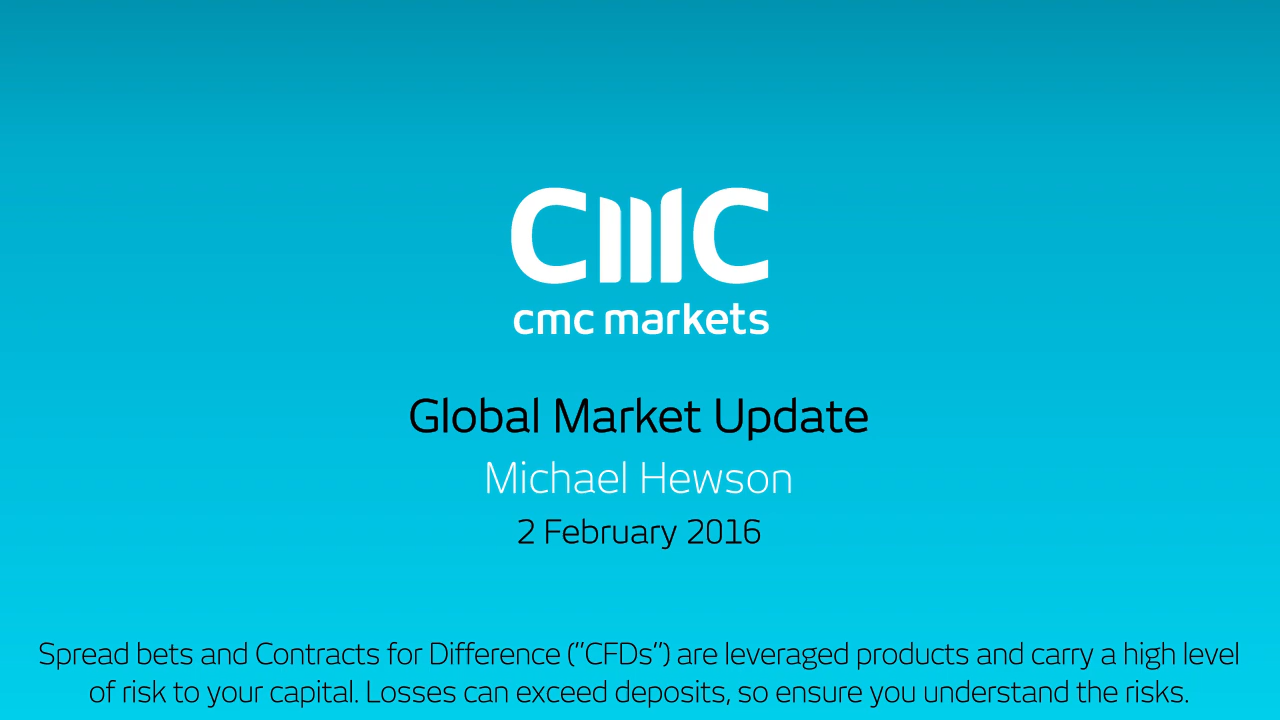 CMC
cmc markets
Global Market Update
Michael Hewson
2 February 2016
Spread bets and Contracts for Difference (“CFDs”) are leveraged products and carry a high level
of risk to your capital. Losses can exceed deposits, so ensure you understand the risks.